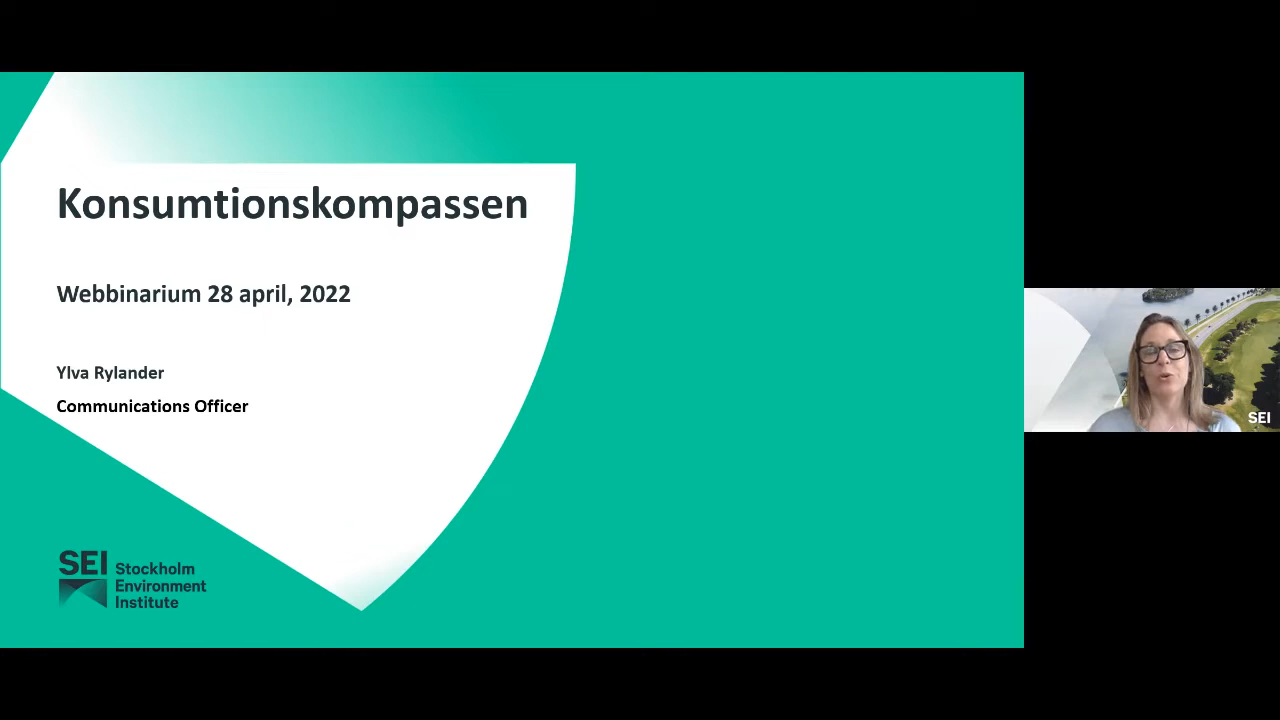 Konsumtionskompassen
Webbinarium 28 april, 2022
Ylva Rylander
Communications Officer
SEI Stockholm
Environment
Institute
SEI